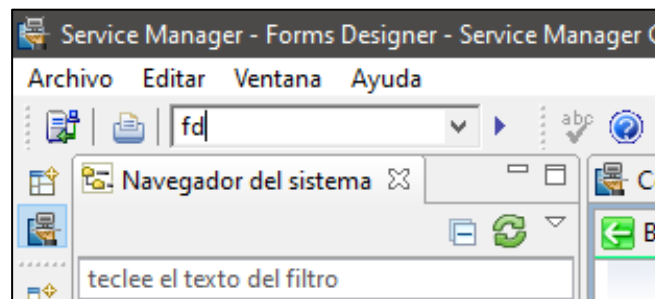 Service Manager - Forms Designer - Service Manager
Archivo Editar Ventana Ayuda
fd
abc
Navegador del sistema
teclee el texto del filtro